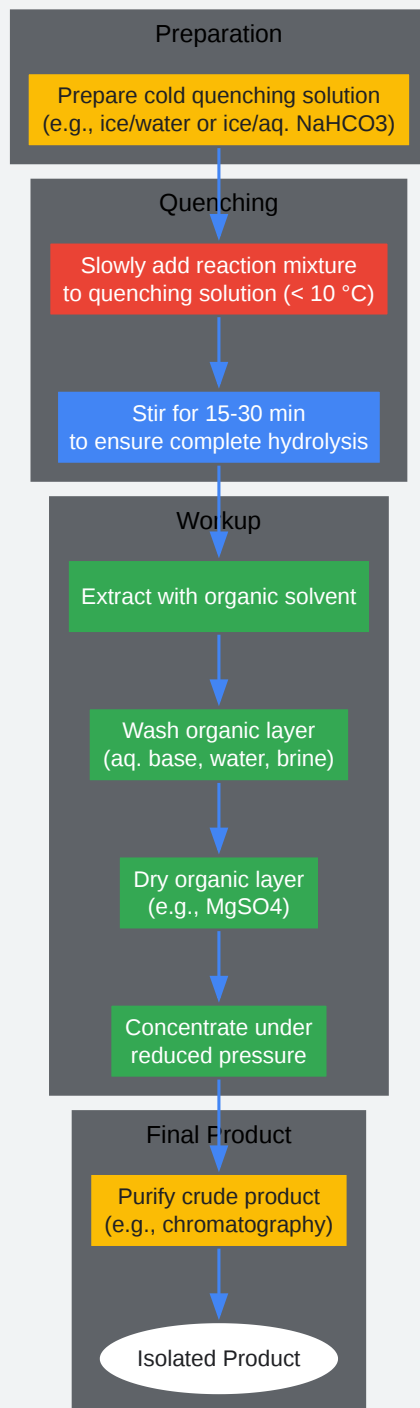 Preparation
Prepare cold quenching solution
(e.g., ice/water or ice/aq. NaHCO3)
Quenching
Slowly add reaction mixture
to quenching solution (< 10 °C)
Stir for 15-30 min
to ensure complete hydrolysis
Workup
Extract with organic solvent
Wash organic layer
(aq. base, water, brine)
Dry organic layer
(e.g., MgSO4)
Concentrate under
reduced pressure
Final Product
Purify crude product
(e.g., chromatography)
Isolated Product